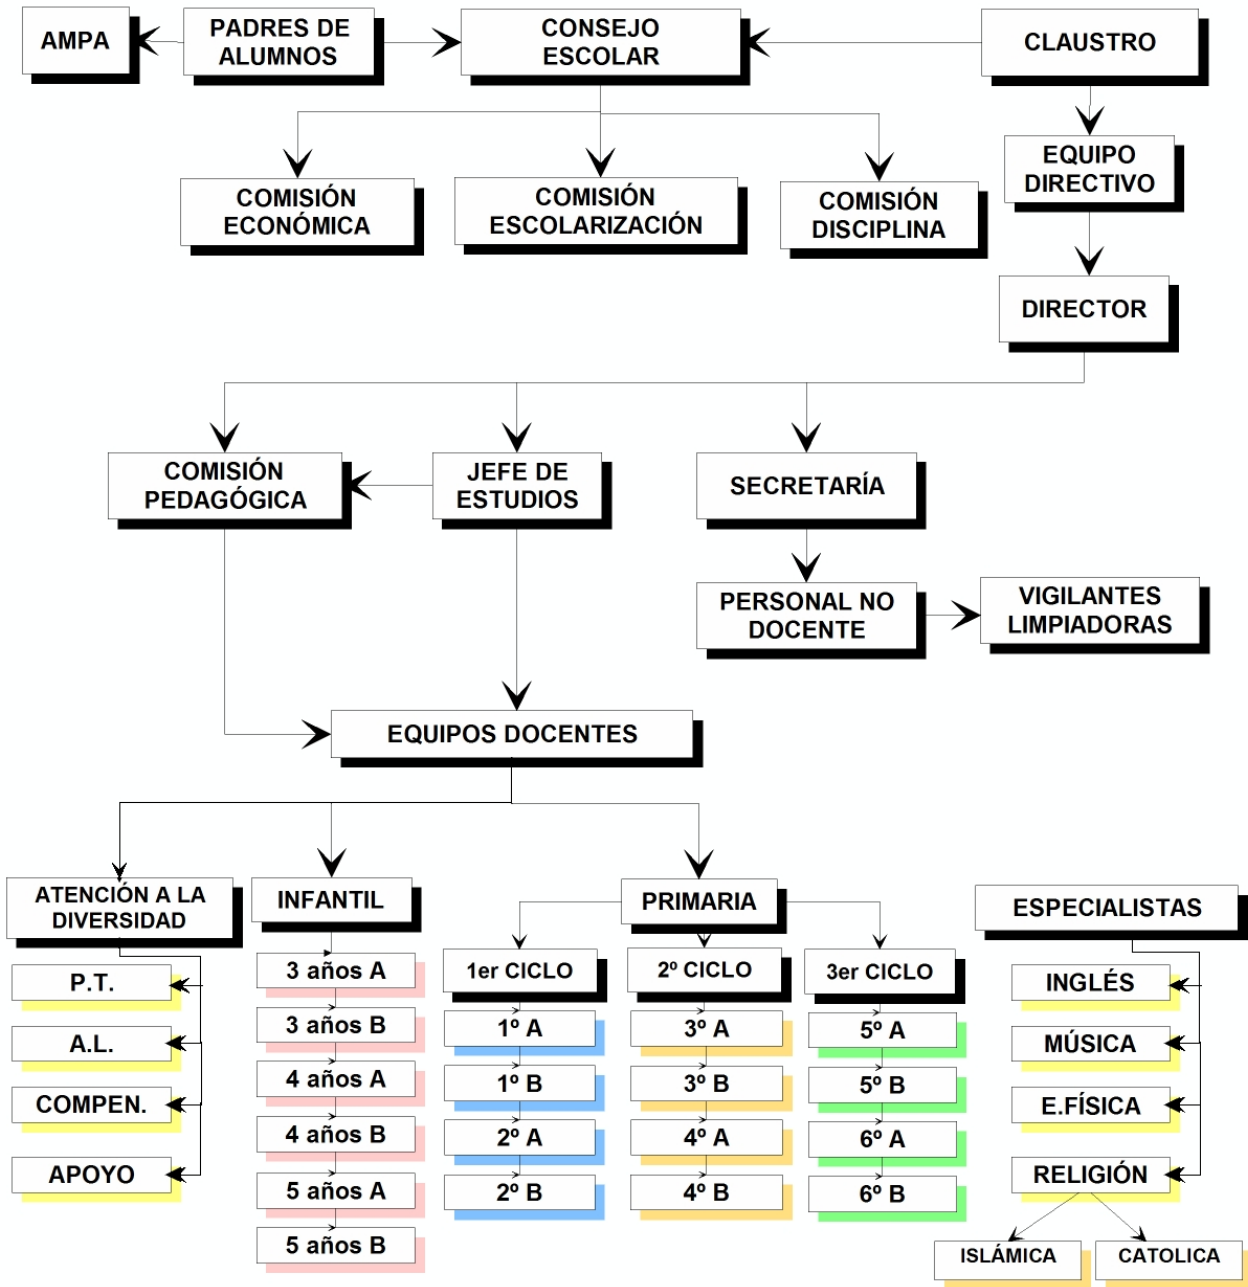 AMPA
PADRES DE
ALUMNOS
CONSEJO
ESCOLAR
CLAUSTRO
EQUIPO
DIRECTIVO
COMISIÓN
ECONÓMICA
COMISIÓN
ESCOLARIZACIÓN
COMISIÓN
DISCIPLINA
DIRECTOR
COMISIÓN
PEDAGÓGICA
JEFE DE
ESTUDIOS
SECRETARÍA
PERSONAL NO
DOCENTE
VIGILANTES
LIMPIADORAS
EQUIPOS DOCENTES
ATENCIÓN A LA
DIVERSIDAD
P.T.
A.L.
COMPEN.
APOYO
INFANTIL
3 años A
3 años B
4 años A
4 años B
5 años A
5 años B
PRIMARIA
1er CICLO
1º A
1º B
2º A
2º B
2º CICLO
3º A
3º B
4º A
4º B
3er CICLO
5º A
5º B
6º A
6º B
ESPECIALISTAS
INGLÉS
MÚSICA
E.FÍSICA
RELIGIÓN
ISLÁMICA
CATOLICA